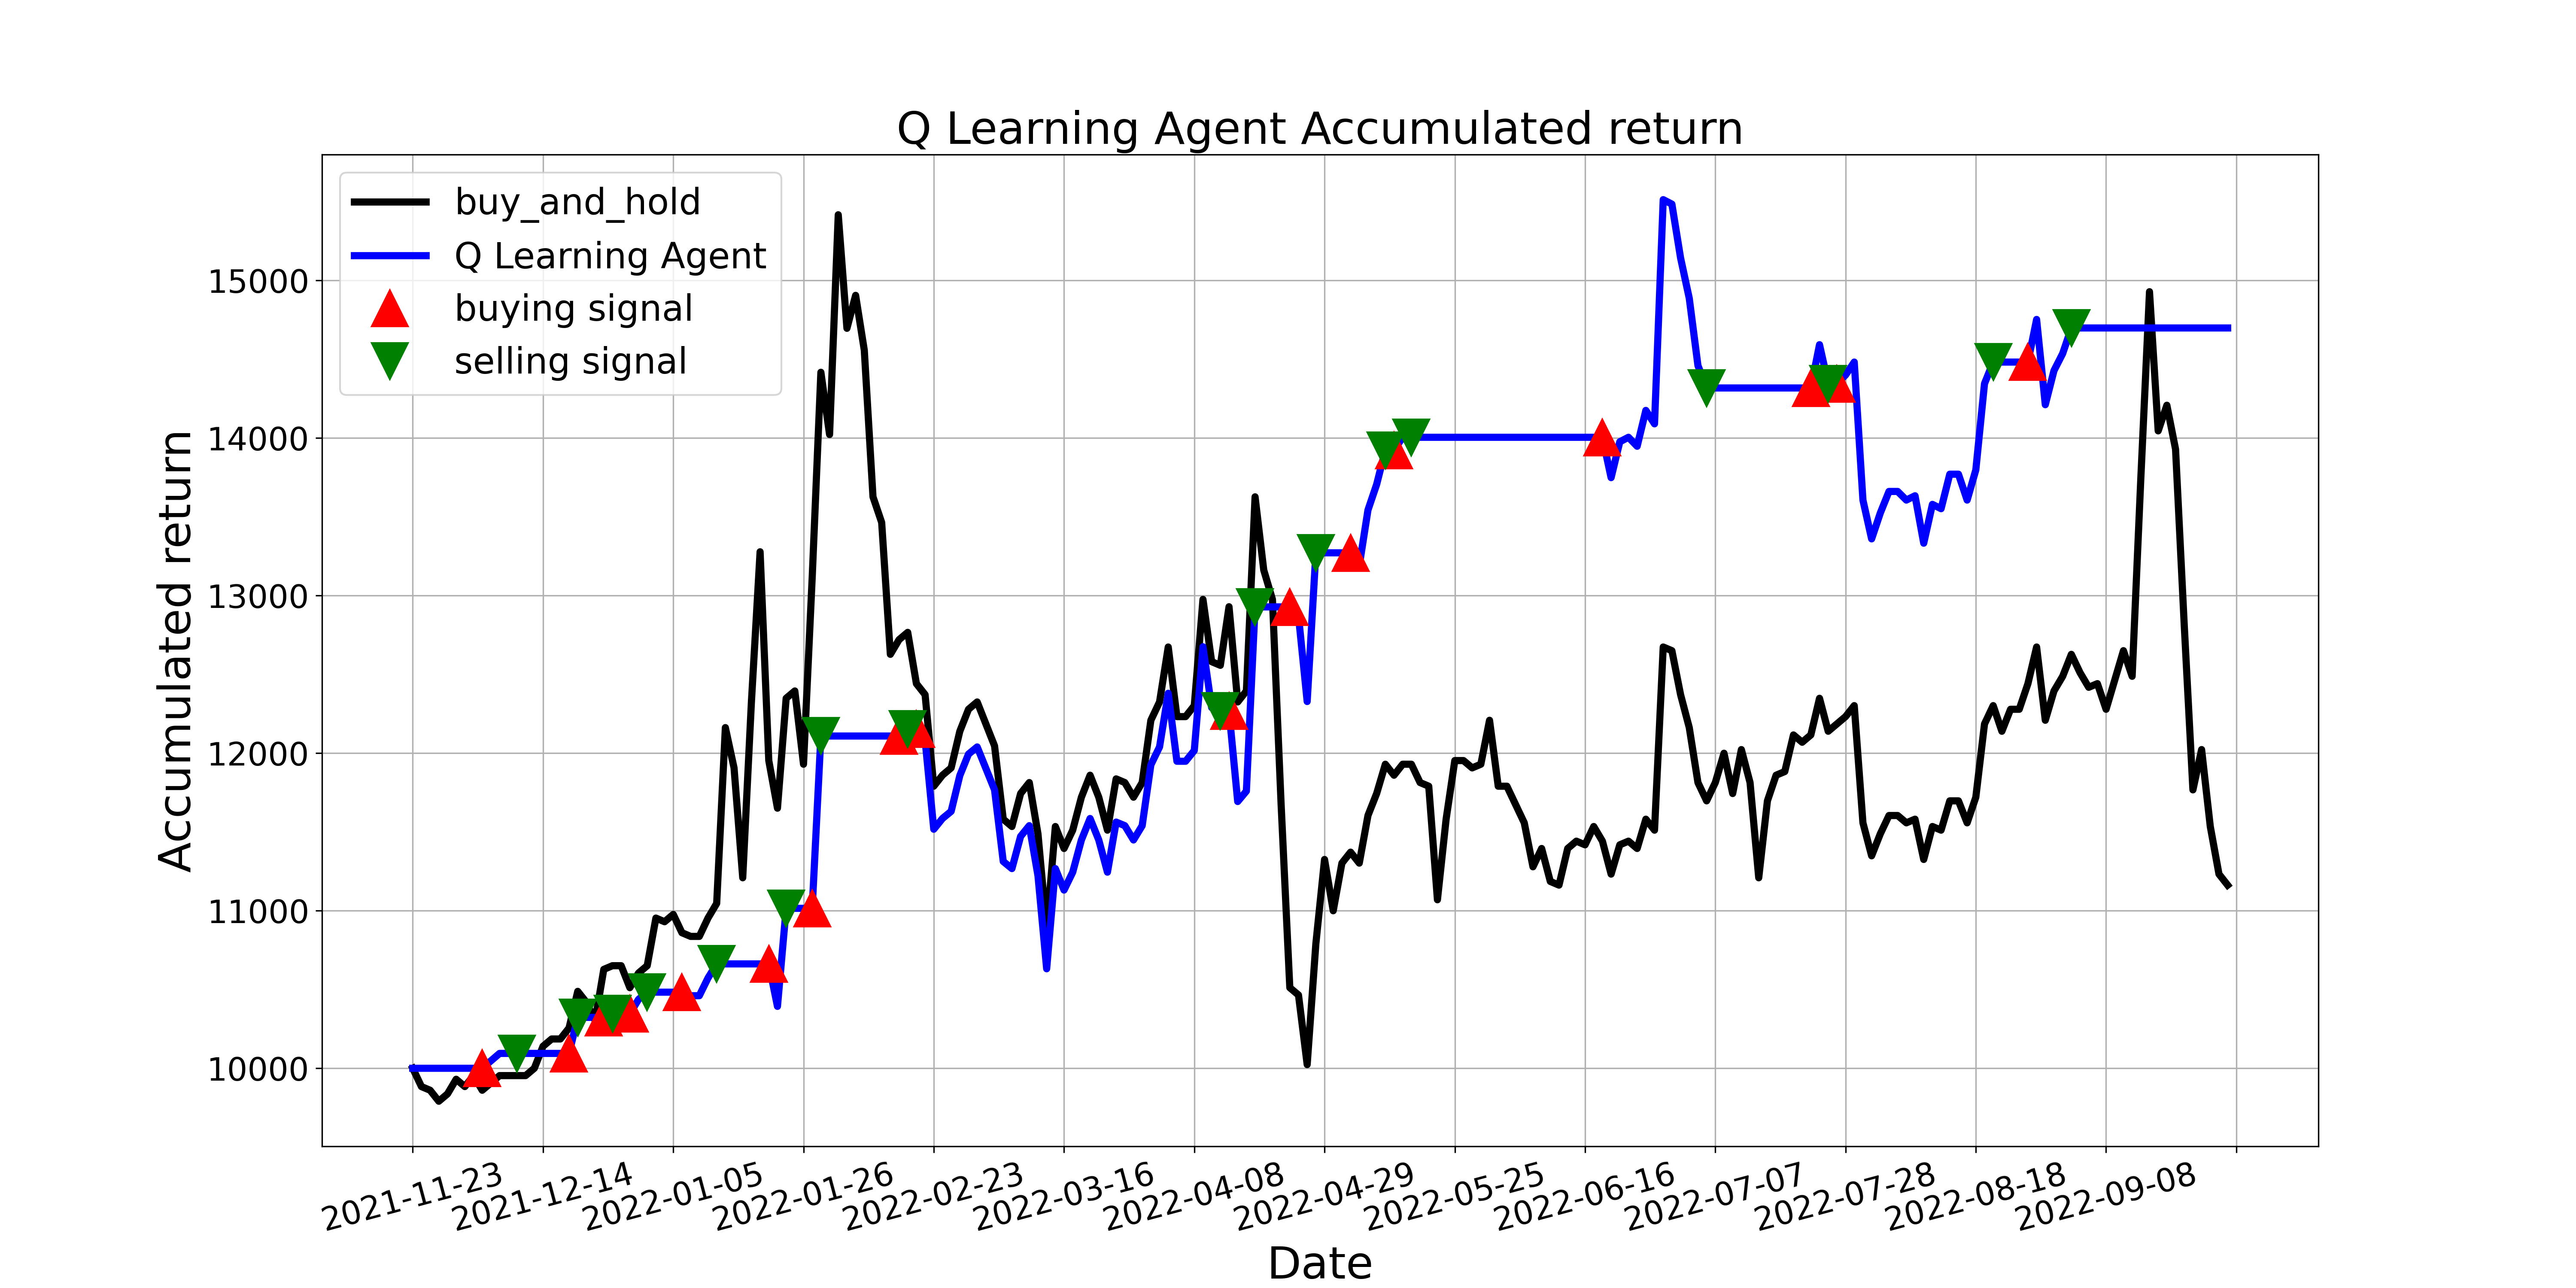 Q Learning Agent Accumulated return
buy_and_hold
Q Learning Agent
buying signal
selling signal
Accumulated return
15000
14000
13000
12000
11000
10000
2021-11-23
2021-12-14
2022-01-05
2022-01-26
2022-02-23
2022-03-16
2022-04-08
2022-04-29
2022-05-25
2022-06-16
2022-07-07
2022-07-28
2022-08-18
2022-09-08
Date